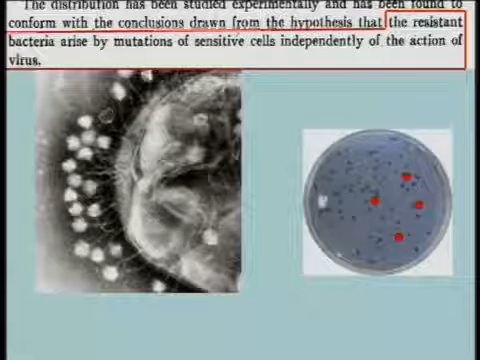 The distribution has been studied experimentally and has been found to
conform with the conclusions drawn from the hypothesis that the resistant
bacteria arise by mutations of sensitive cells independently of the action of
virus.